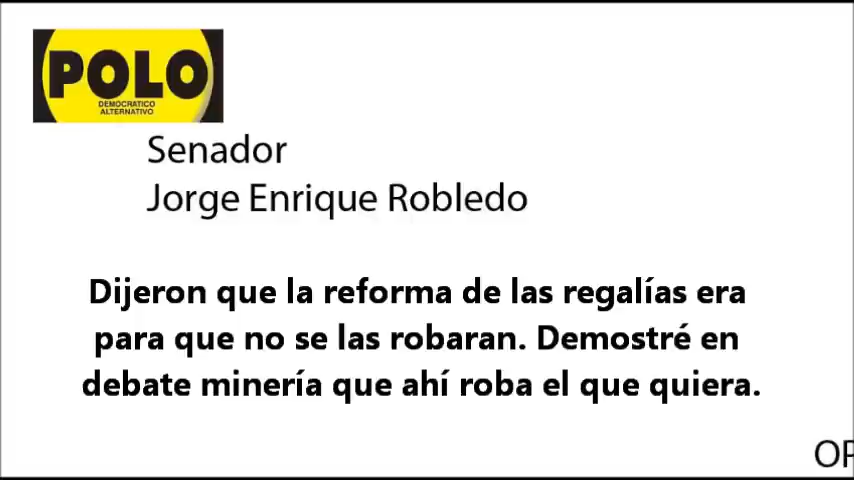 POLO
DEMOCRATICO
ALTERNATIVO
Senador
Jorge Enrique Robledo
Dijeron que la reforma de las regalías era
para que no se las robaran. Demostré en
debate minería que ahí roba el que quiera.